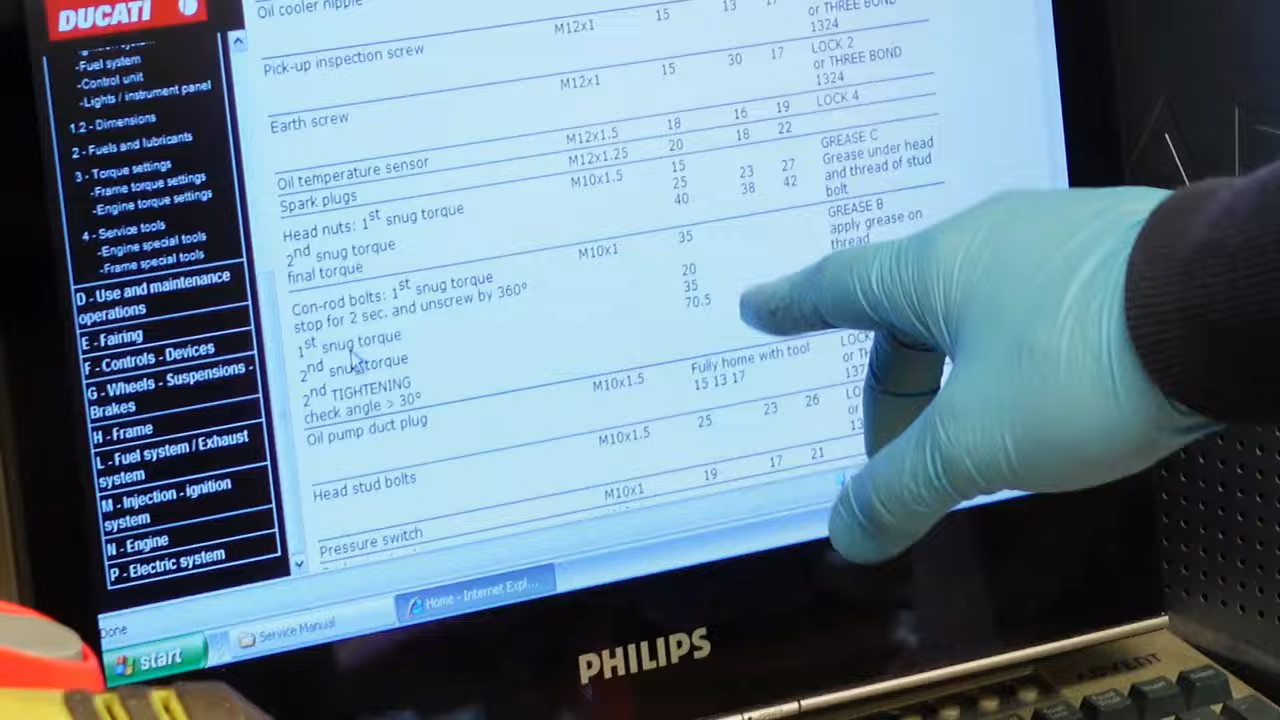 DUCATI
-Fuel system
-Control unit
-Lights / instrument panel
1.2 - Dimensions
2 - Fuels and lubricants
3 - Torque settings
-Frame torque settings
-Engine torque settings
4 - Service tools
-Engine special tools
-Frame special tools
D - Use and maintenance
operations
E - Fairing
F - Controls - Devices
G - Wheels - Suspensions -
Brakes
H - Frame
L - Fuel system / Exhaust
system
M - Injection - ignition
system
N - Engine
P - Electric system
Oil cooler nipple
M12x1 15 13 17 or THREE BOND
1324
Pick-up inspection screw
M12x1 15 30 17 LOCK 2
or THREE BOND
1324
Earth screw
M12x1.5 18 16 19 LOCK 4
Oil temperature sensor
M12x1.25 20 18 22
Spark plugs
M10x1.5 15 GREASE C
25 23 27 Grease under head
40 38 42 and thread of stud
bolt
Head nuts: 1st snug torque
2nd snug torque
final torque
M10x1 35 GREASE B
apply grease on
thread
Con-rod bolts: 1st snug torque
stop for 2 sec. and unscrew by 360°
20
35
70.5
1st snug torque
2nd snug torque
2nd TIGHTENING
check angle > 30°
M10x1.5 Fully home with tool
15 13 17
LOCK
or TH
Oil pump duct plug
M10x1.5 25 23 26 LO
or
Head stud bolts
M10x1 19 17 21
Pressure switch
Done
start
Service Manual
Home - Internet Expl...
PHILIPS